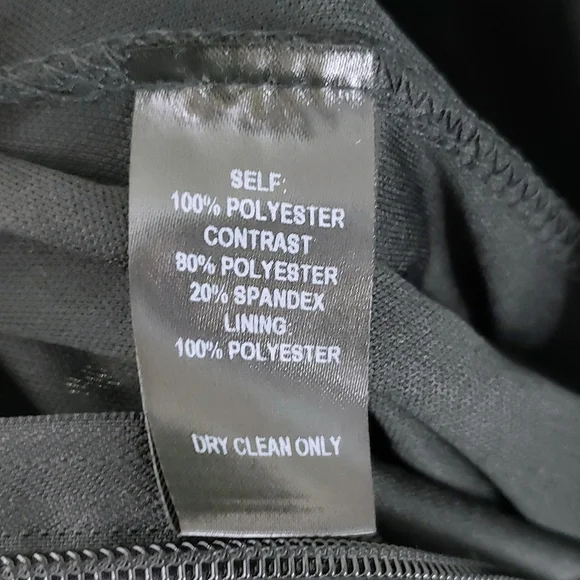 SELF:
100% POLYESTER
CONTRAST
80% POLYESTER
20% SPANDEX
LINING:
100% POLYESTER
DRY CLEAN ONLY